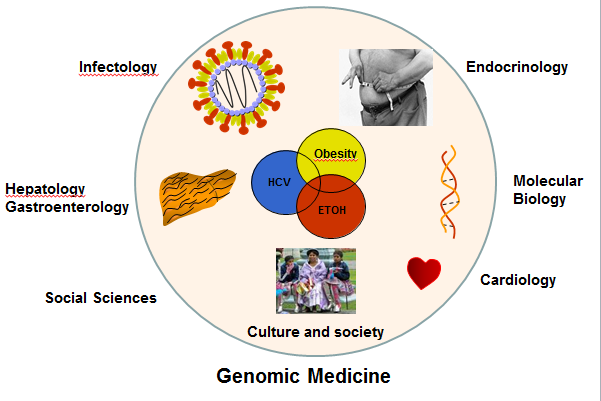 Infectology
Endocrinology
Obesity
HCV
ETOH
Hepatology
Gastroenterology
Molecular
Biology
Cardiology
Social Sciences
Culture and society
Genomic Medicine